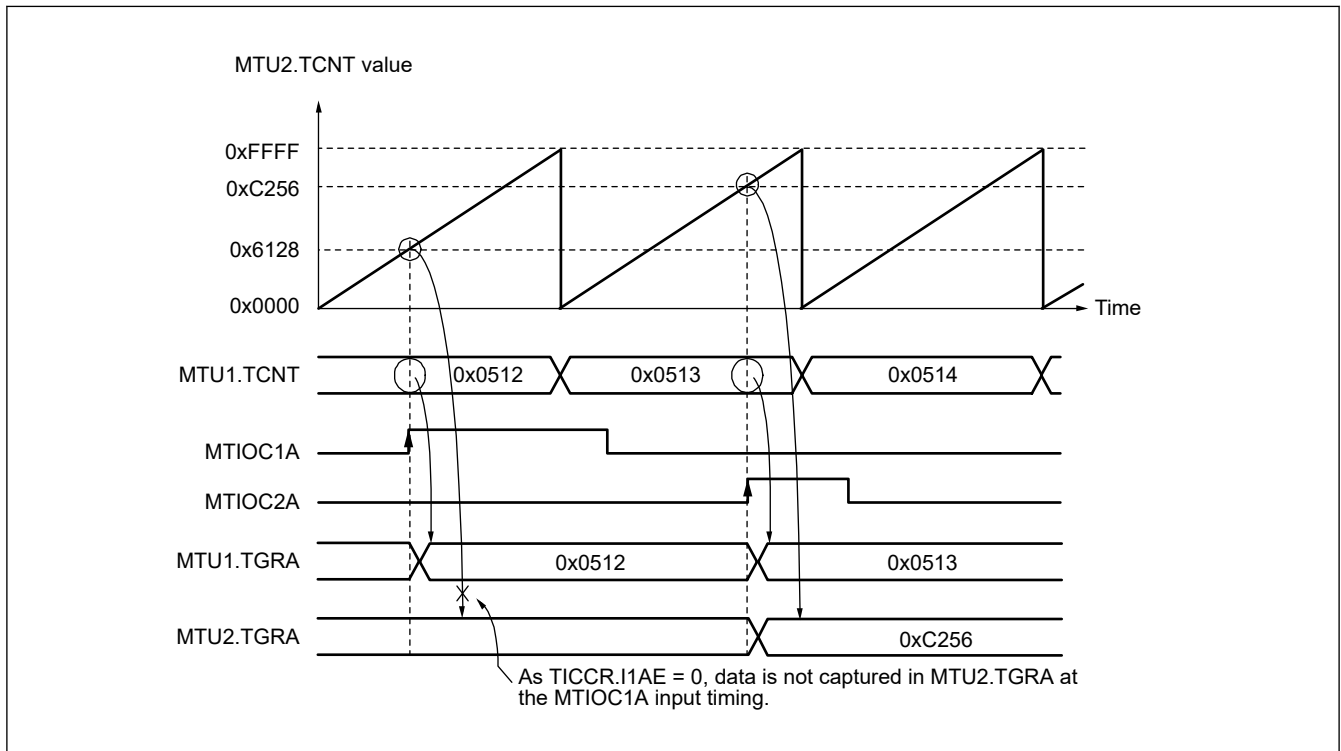 MTU2.TCNT value
0xFFFF
0xC256
0x6128
0x0000
Time
MTU1.TCNT
0x0512
0x0513
0x0514
MTIOC1A
MTIOC2A
MTU1.TGRA
0x0512
0x0513
MTU2.TGRA
0xC256
As TICCR.I1AE = 0, data is not captured in MTU2.TGRA at
the MTIOC1A input timing.